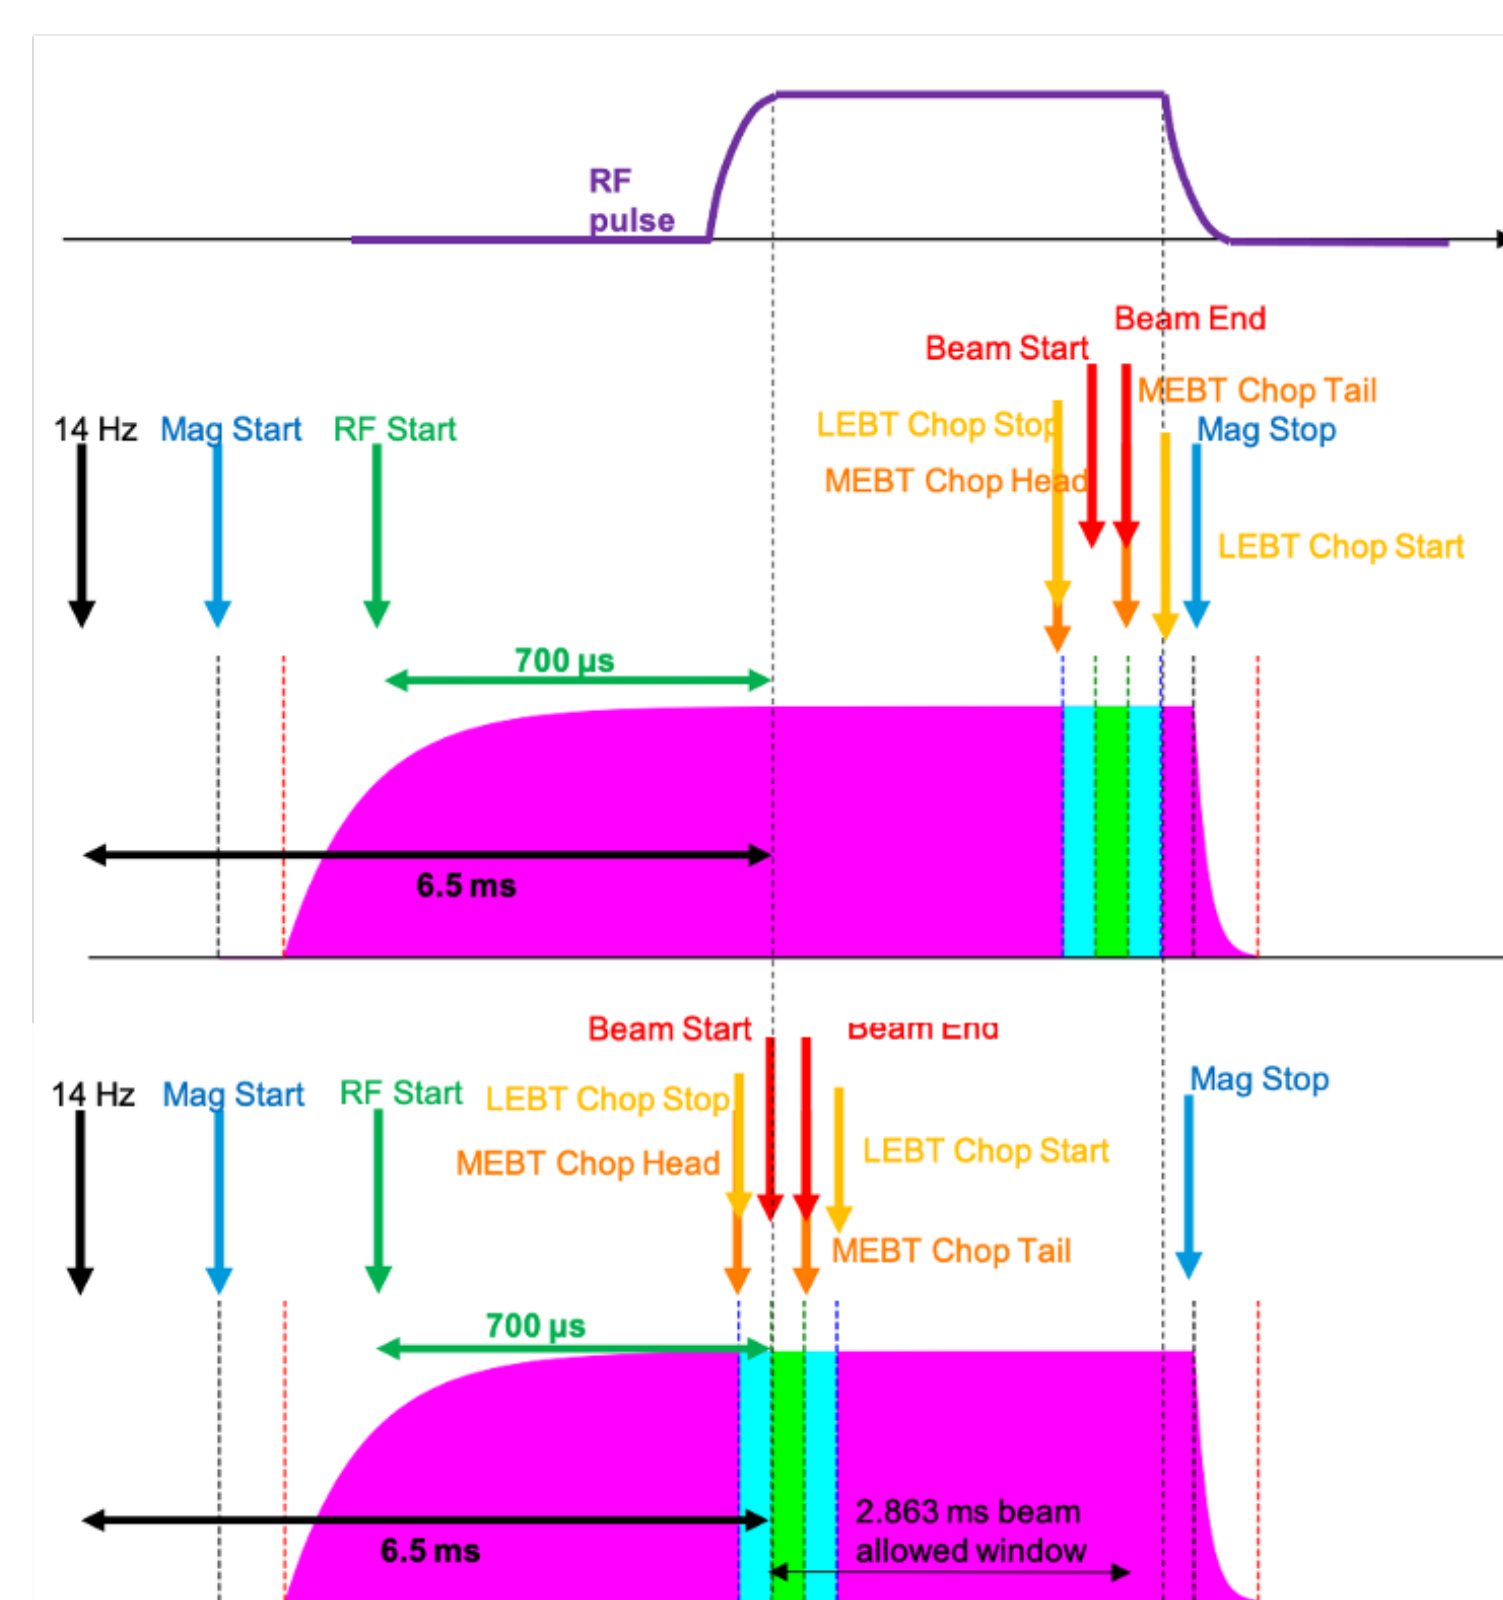 RF
pulse
Beam End
Beam Start
MEBT Chop Tail
14 Hz Mag Start RF Start LEBT Chop Stop Mag Stop
MEBT Chop Head
LEBT Chop Start
700 µs
6.5 ms
Beam Start Beam End
14 Hz Mag Start RF Start LEBT Chop Stop Mag Stop
MEBT Chop Head LEBT Chop Start
MEBT Chop Tail
700 µs
2.863 ms beam
allowed window
6.5 ms